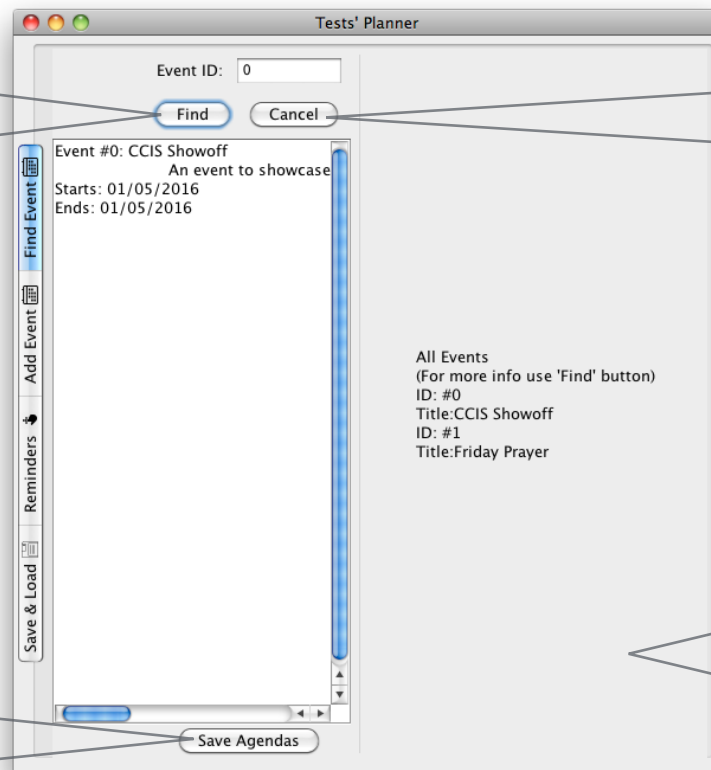 Tests' Planner
Event ID: 0
Find Cancel
Event #0: CCIS Showoff
An event to showcase
Starts: 01/05/2016
Ends: 01/05/2016
Find Event
Add Event
Reminders
Save & Load
Save Agendas
All Events
(For more info use 'Find' button)
ID: #0
Title:CCIS Showoff
ID: #1
Title:Friday Prayer